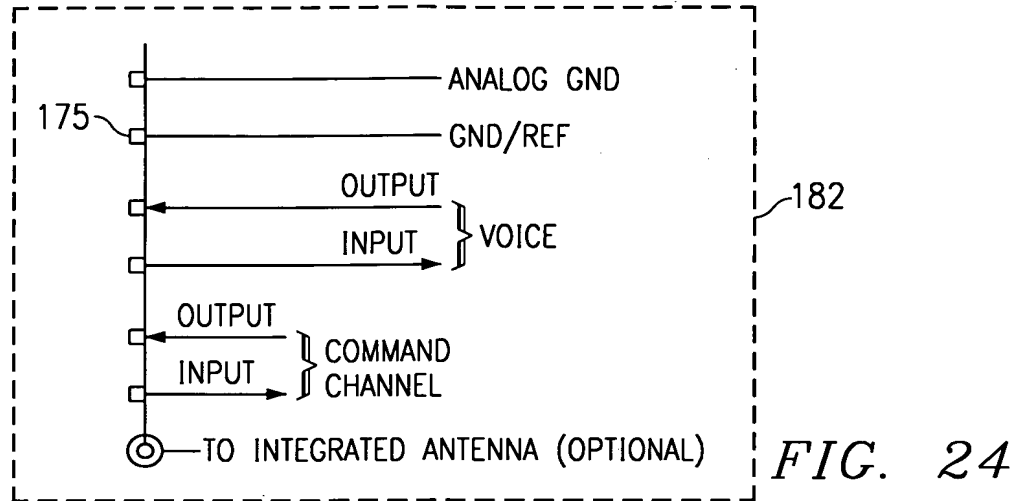 ANALOG GND
175
GND/REF
OUTPUT
182
VOICE
INPUT
OUTPUT
COMMAND
CHANNEL
INPUT
TO INTEGRATED ANTENNA (OPTIONAL)
FIG. 24